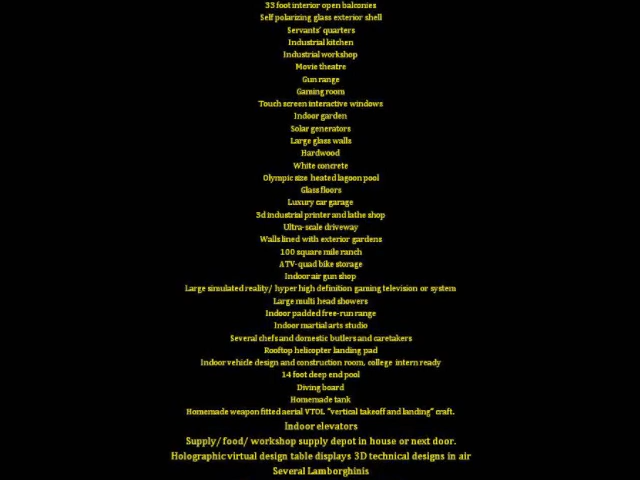 33 foot interior open balconies
Self polarizing glass exterior shell
Servants' quarters
Industrial kitchen
Industrial workshop
Movie theatre
Gun range
Gaming room
Touch screen interactive windows
Indoor garden
Solar generators
Large glass walls
Hardwood
White concrete
Olympic size heated lagoon pool
Glass floors
Luxury car garage
3d industrial printer and lathe shop
Ultra-scale driveway
Walls lined with exterior gardens
100 square mile ranch
ATV-quad bike storage
Indoor air gun shop
Large simulated reality/ hyper high definition gaming television or system
Large multi head showers
Indoor padded free-run range
Indoor martial arts studio
Several chefs and domestic butlers and caretakers
Rooftop helicopter landing pad
Indoor vehicle design and construction room, college intern ready
14 foot deep end pool
Diving board
Homemade tank
Homemade weapon fitted aerial VTOL "vertical takeoff and landing" craft.
Indoor elevators
Supply/ food/ workshop supply depot in house or next door.
Holographic virtual design table displays 3D technical designs in air
Several Lamborghinis